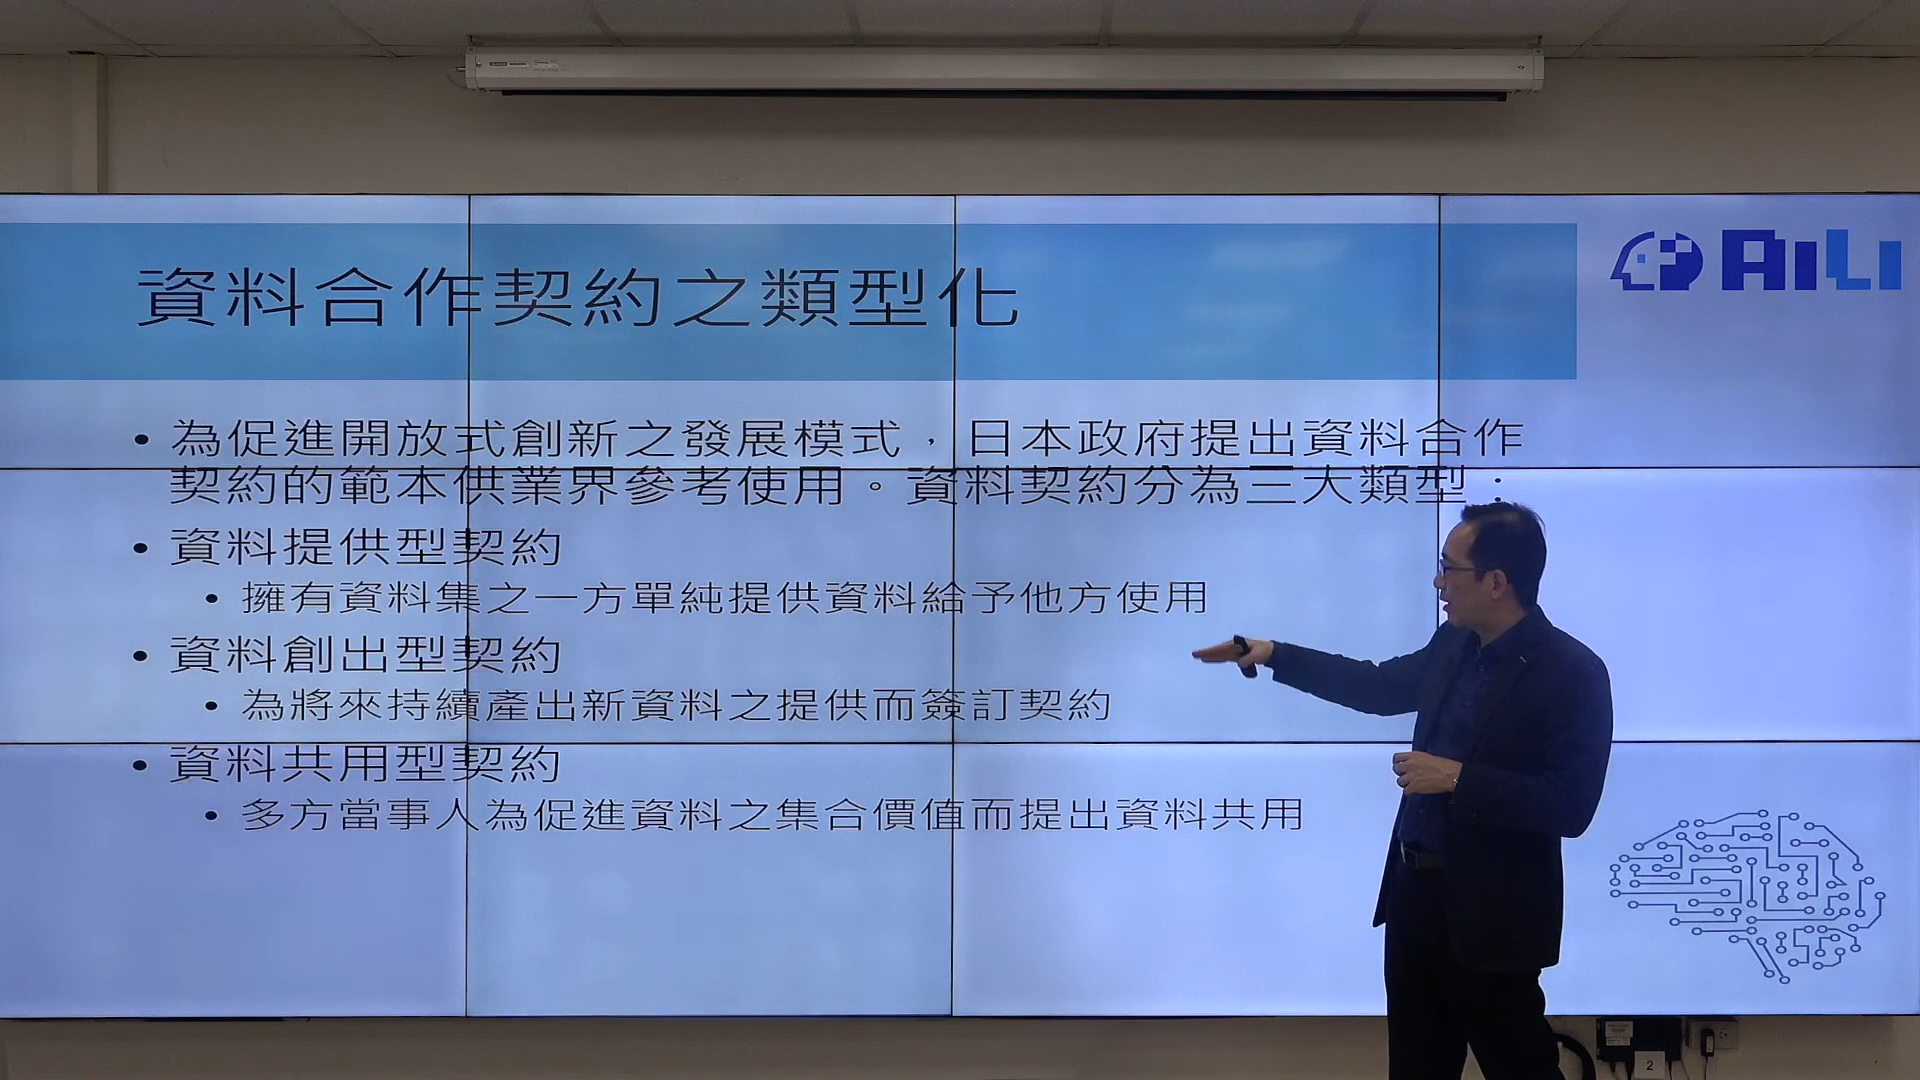 資料合作契約之類型化
AILI
• 為促進開放式創新之發展模式，日本政府提出資料合作
契約的範本供業界參考使用。資料契約分為三大類型：
• 資料提供型契約
• 擁有資料集之一方單純提供資料給予他方使用
• 資料創出型契約
• 為將來持續產出新資料之提供而簽訂契約
• 資料共用型契約
• 多方當事人為促進資料之集合價值而提出資料共用
2